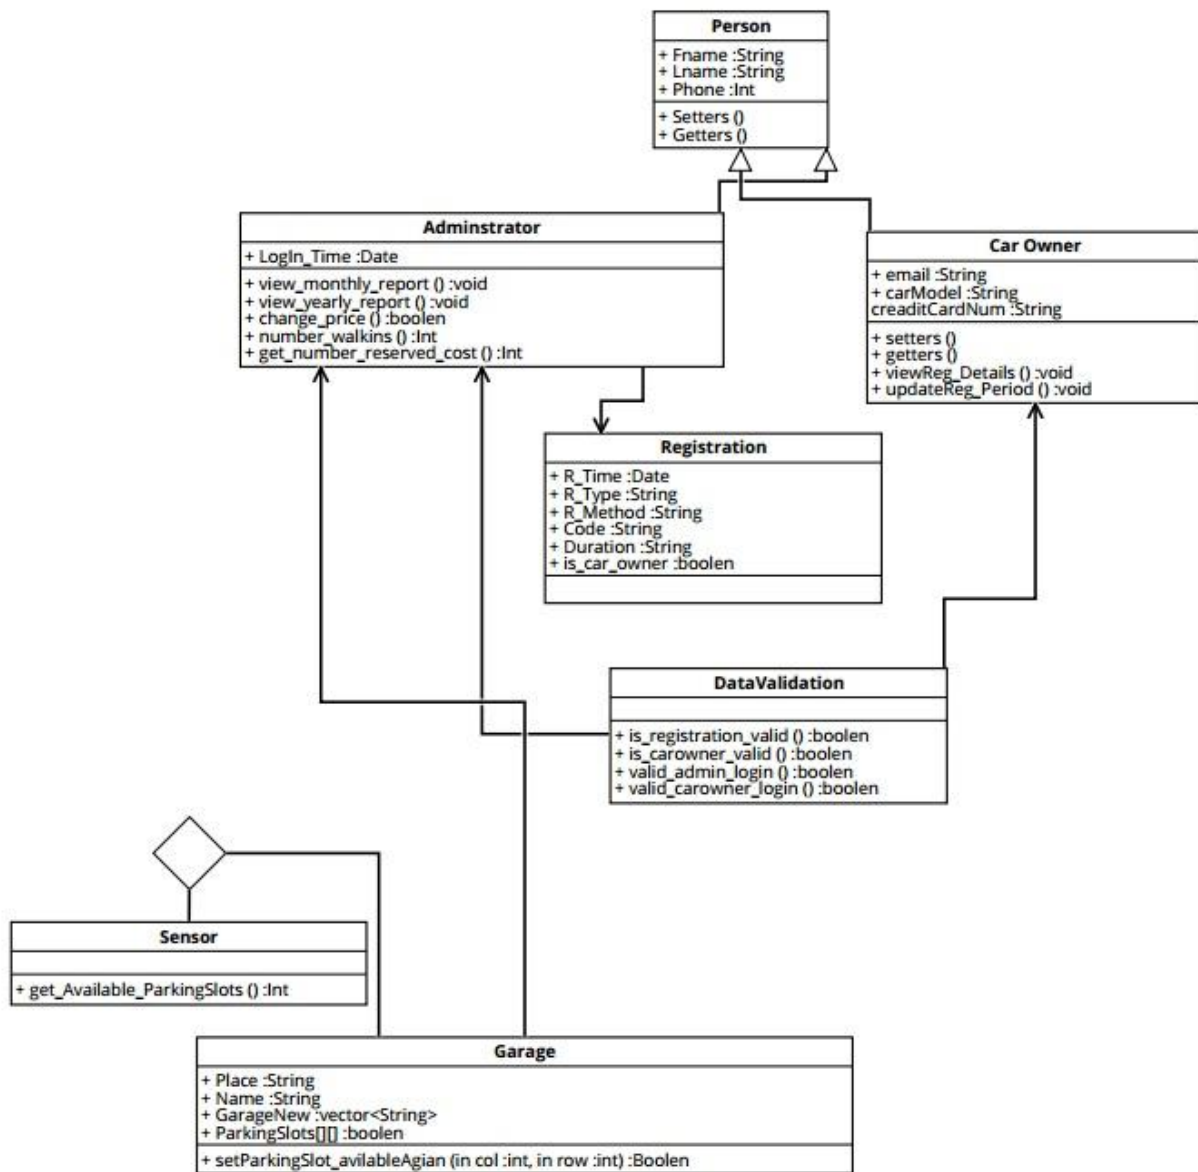 Person
+ Fname :String
+ Lname :String
+ Phone :Int
+ Setters ()
+ Getters ()
Adminstrator
+ LogIn_Time :Date
+ view_monthly_report () :void
+ view_yearly_report () :void
+ change_price () :boolen
+ number_walkins () :Int
+ get_number_reserved_cost () :Int
Car Owner
+ email :String
+ carModel :String
creaditCardNum :String
+ setters ()
+ getters ()
+ viewReg_Details () :void
+ updateReg_Period () :void
Registration
+ R_Time :Date
+ R_Type :String
+ R_Method :String
+ Code :String
+ Duration :String
+ is_car_owner :boolen
DataValidation
+ is_registration_valid () :boolen
+ is_carowner_valid () :boolen
+ valid_admin_login () :boolen
+ valid_carowner_login () :boolen
Sensor
+ get_Available_ParkingSlots () :Int
Garage
+ Place :String
+ Name :String
+ GarageNew :vector<String>
+ ParkingSlots[][] :boolen
+ setParkingSlot_avilableAgian (in col :int, in row :int) :Boolen